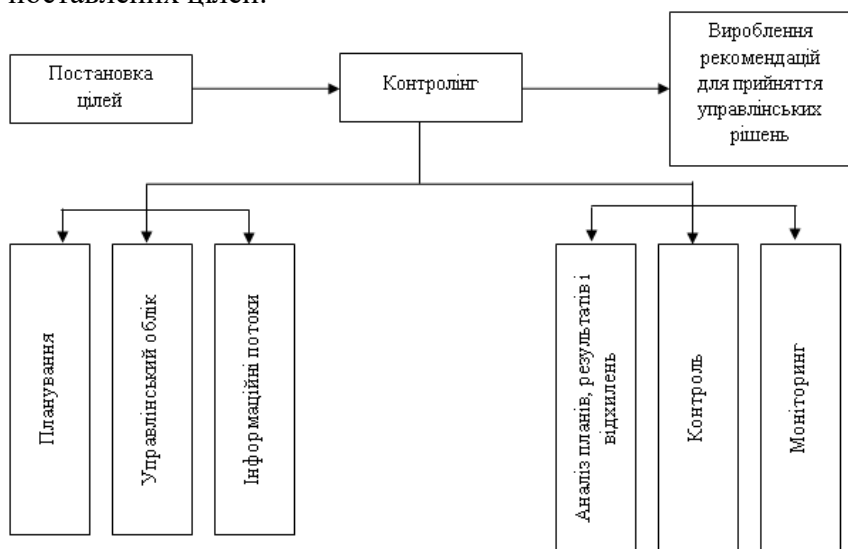 поставлених цілей.
Постановка
цілей
Контролінг
Вироблення
рекомендацій
для прийняття
управлінських
рішень
Планування
Управлінський облік
Інформаційні потоки
Аналіз планів, результатів і
відхилень
Контроль
Моніторинг